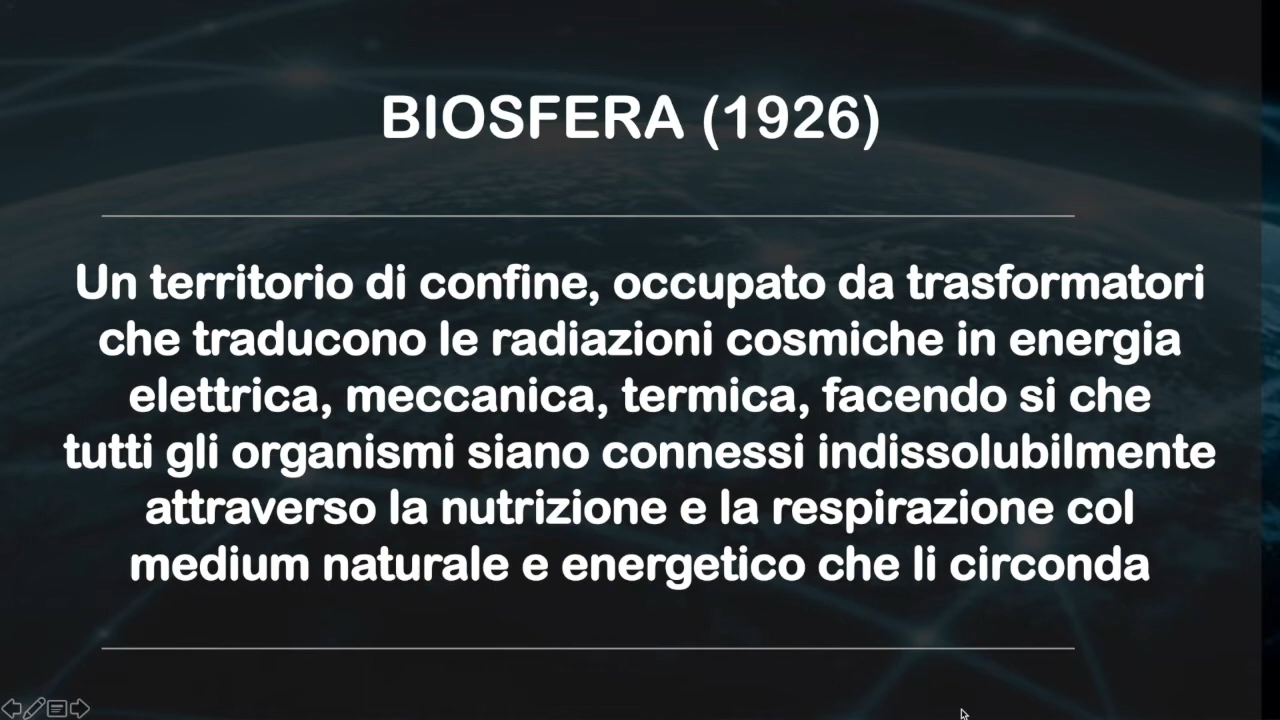 BIOSFERA (1926)
Un territorio di confine, occupato da trasformatori
che traducono le radiazioni cosmiche in energia
elettrica, meccanica, termica, facendo si che
tutti gli organismi siano connessi indissolubilmente
attraverso la nutrizione e la respirazione col
medium naturale e energetico che li circonda